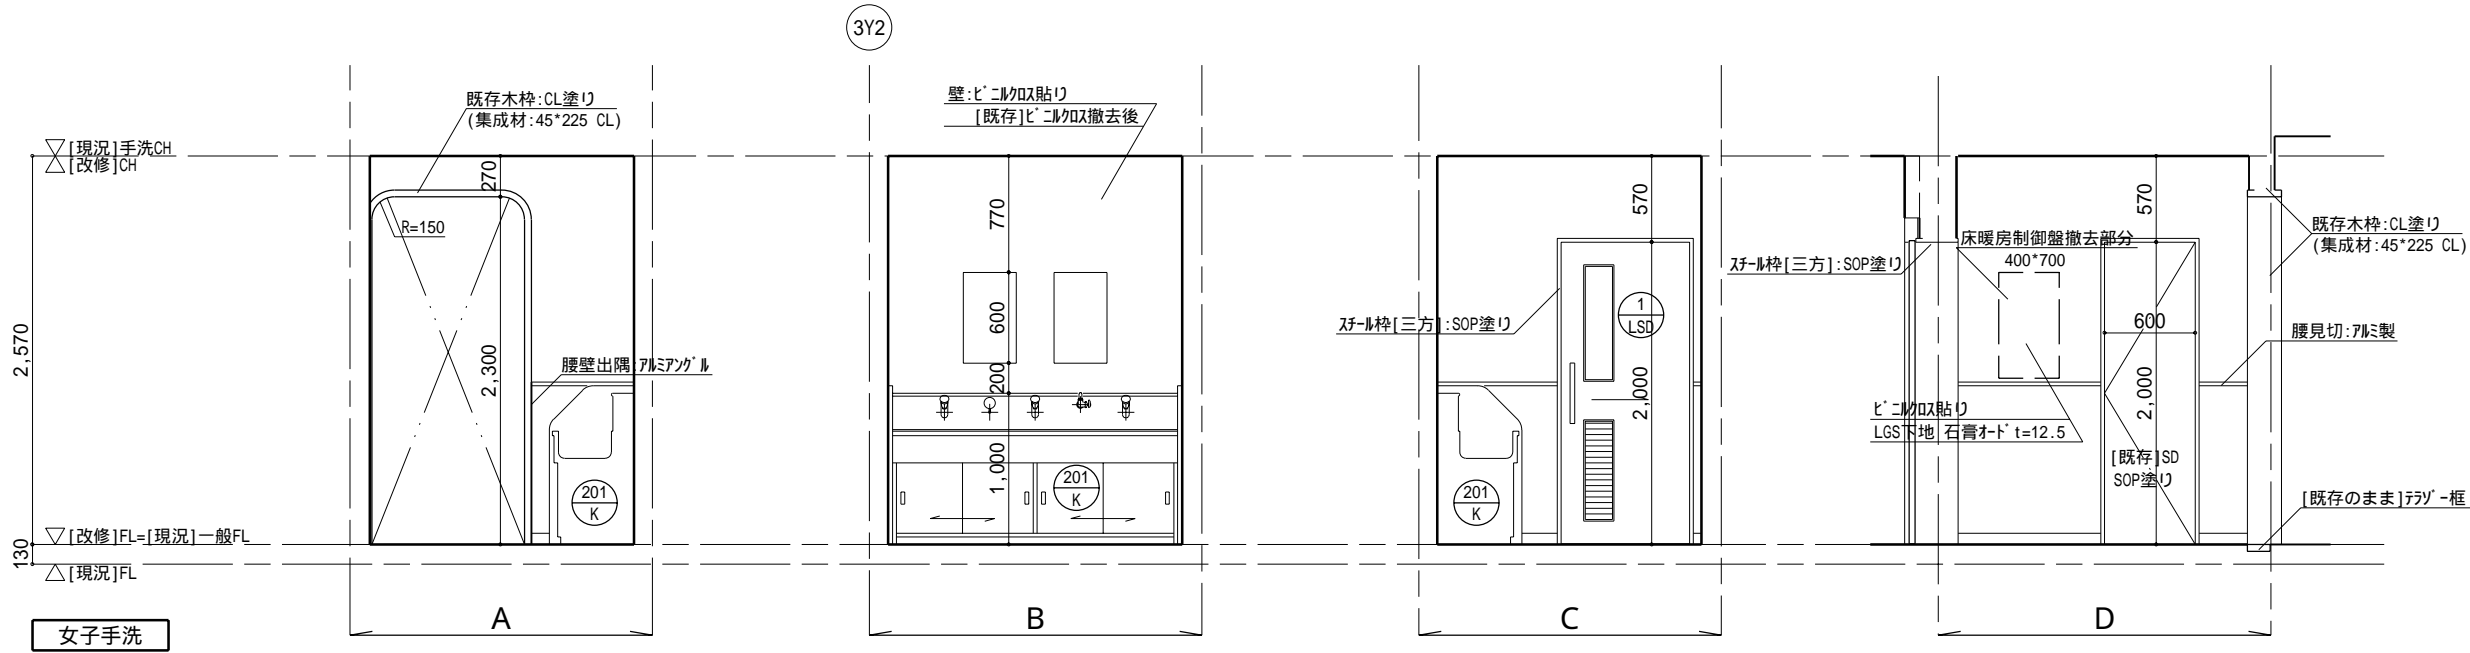 3Y2
既存木枠:CL塗り
(集成材:45*225 CL)
壁:ﾋﾞﾆﾙｸﾛｽ貼り
[既存]ﾋﾞﾆﾙｸﾛｽ撤去後
[現況]手洗CH
[改修]CH
270
R=150
2,300
腰壁出隅:ｱﾙﾐｱﾝｸﾞﾙ
201
K
770
600
200
1,000
201
K
570
ｽﾁｰﾙ枠[三方]:SOP塗り
1
LSD
2,000
201
K
570
床暖房制御盤撤去部分
400*700
ｽﾁｰﾙ枠[三方]:SOP塗り
既存木枠:CL塗り
(集成材:45*225 CL)
600
腰見切:ｱﾙﾐ製
2,000
ﾋﾞﾆﾙｸﾛｽ貼り
LGS下地 石膏ｵｰﾄﾞt=12.5
[既存]SD
SOP塗り
[既存のまま]ﾃﾗｿﾞｰ框
2,570
130
[改修]FL=[現況]一般FL
[現況]FL
A
B
C
D
女子手洗